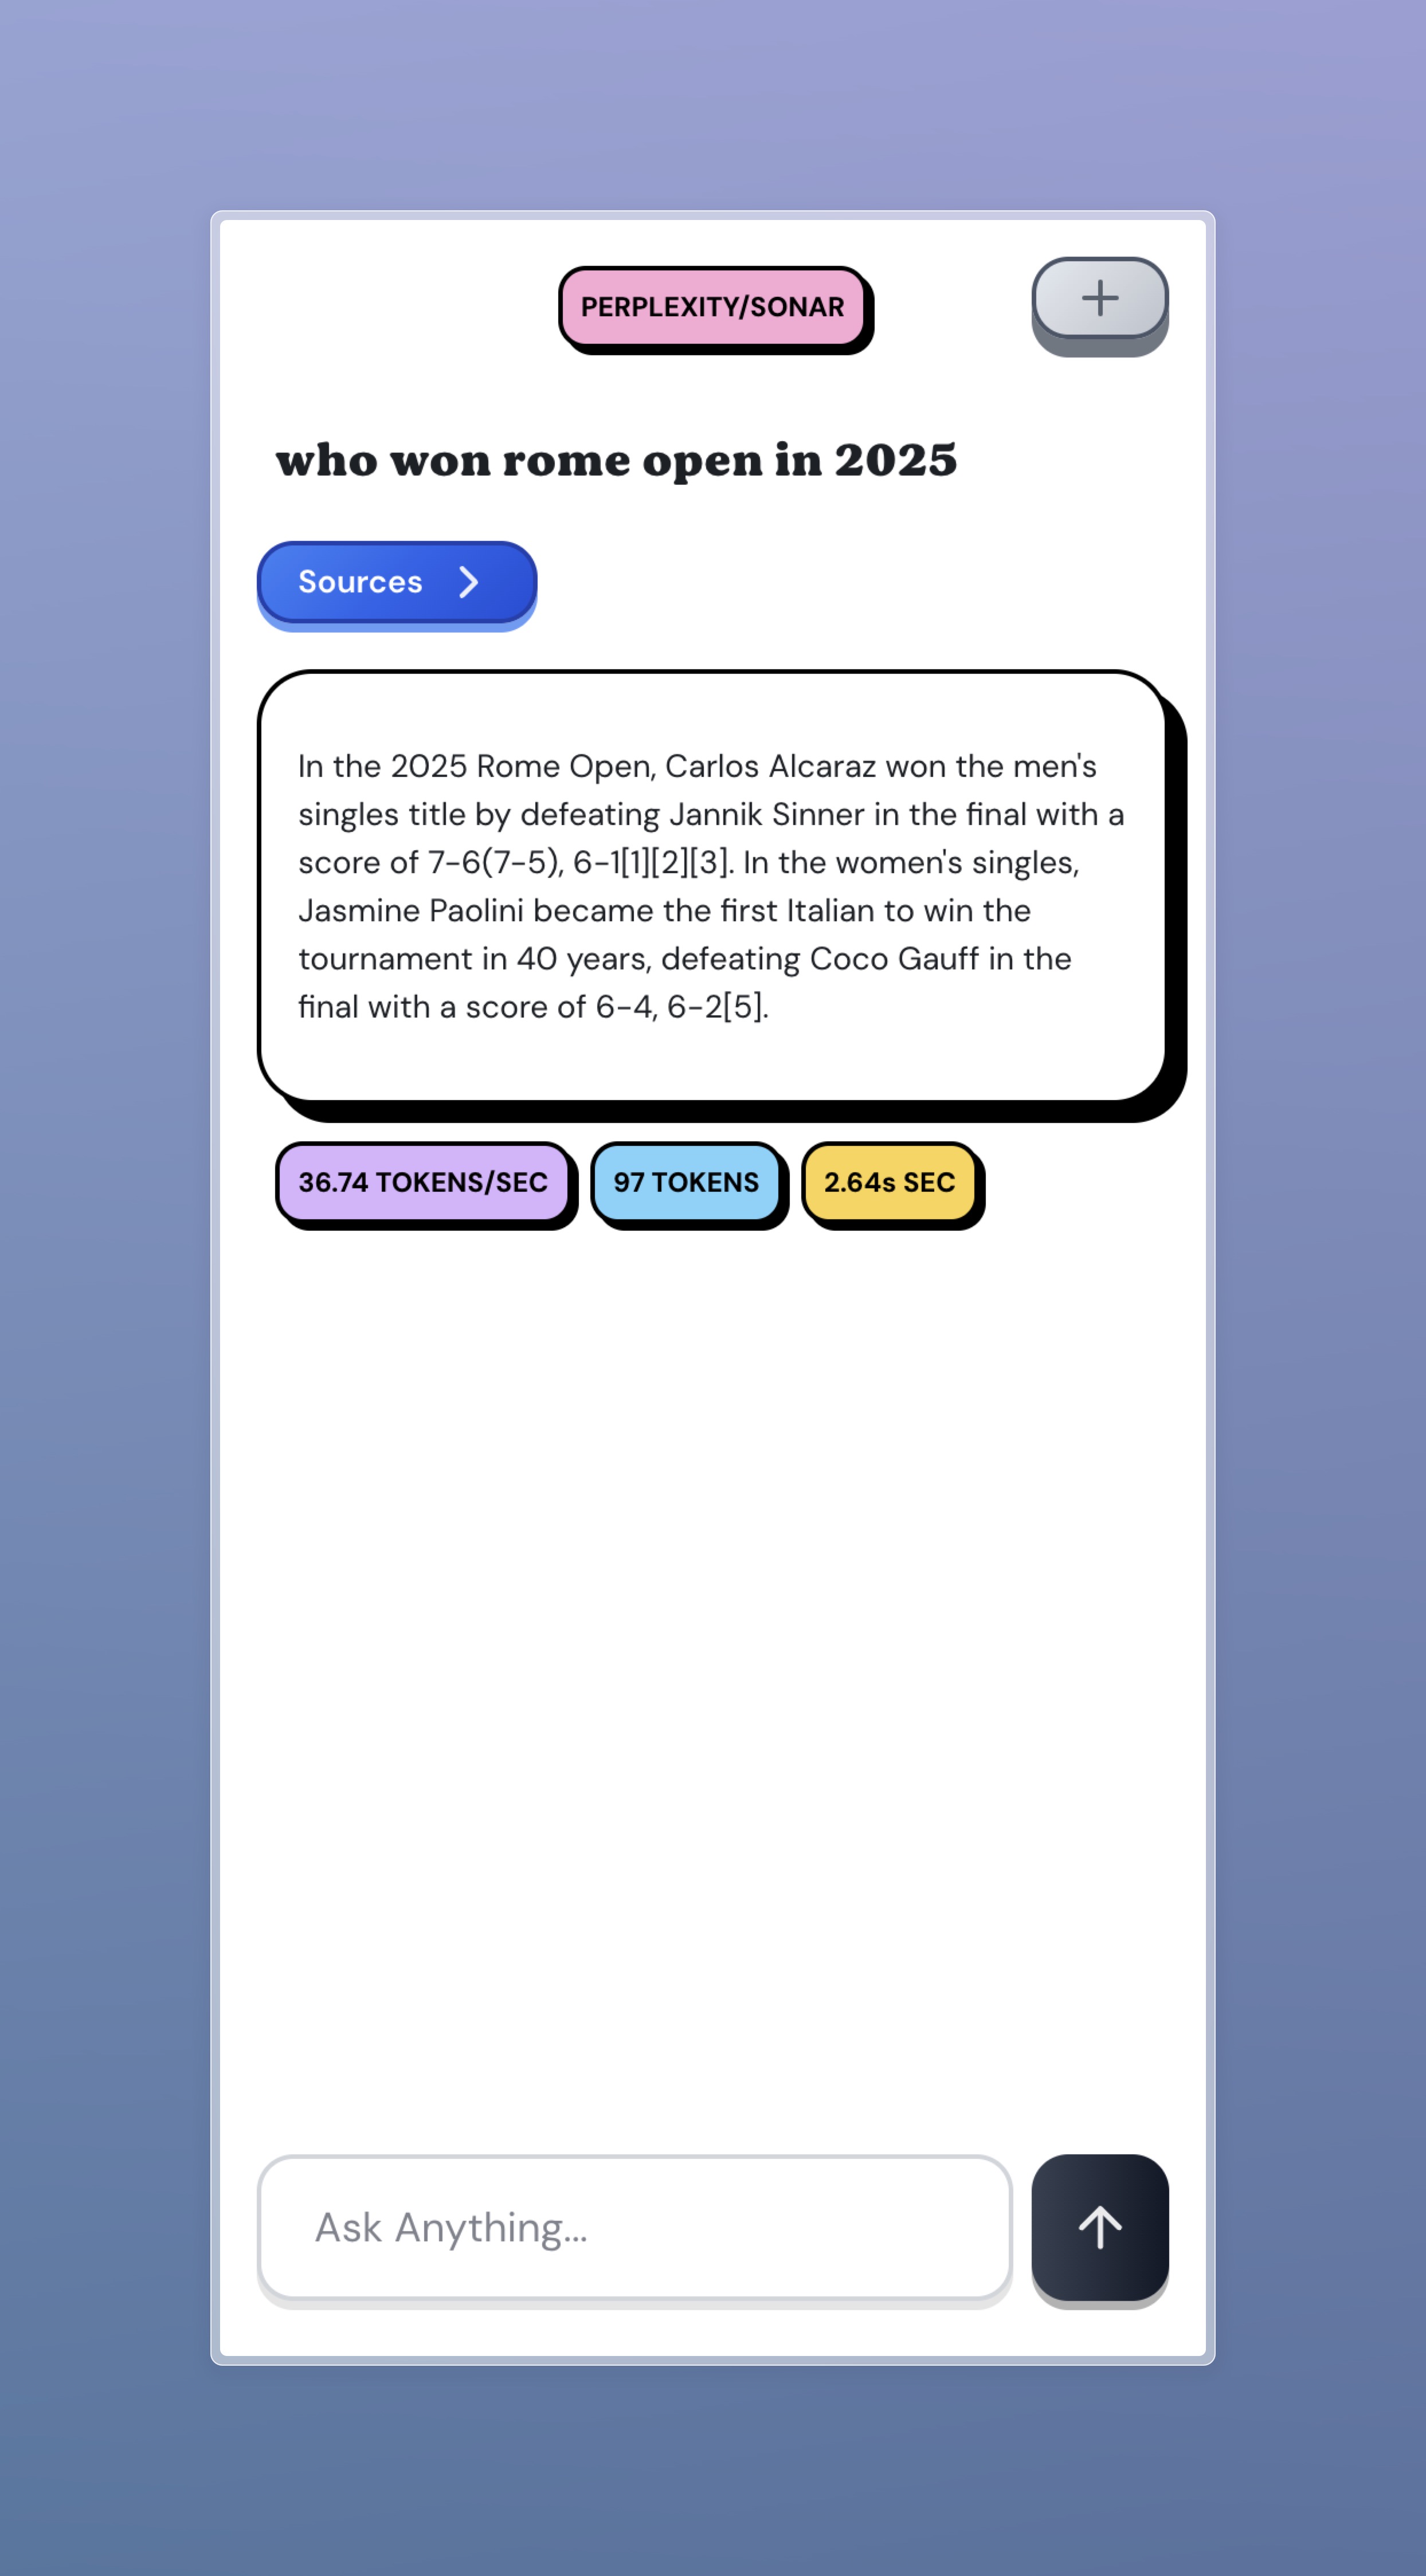 PERPLEXITY/SONAR
who won rome open in 2025
Sources
In the 2025 Rome Open, Carlos Alcaraz won the men's
singles title by defeating Jannik Sinner in the final with a
score of 7-6(7-5), 6-1[1][2][3]. In the women's singles,
Jasmine Paolini became the first Italian to win the
tournament in 40 years, defeating Coco Gauff in the
final with a score of 6-4, 6-2[5].
36.74 TOKENS/SEC
97 TOKENS
2.64s SEC
Ask Anything...